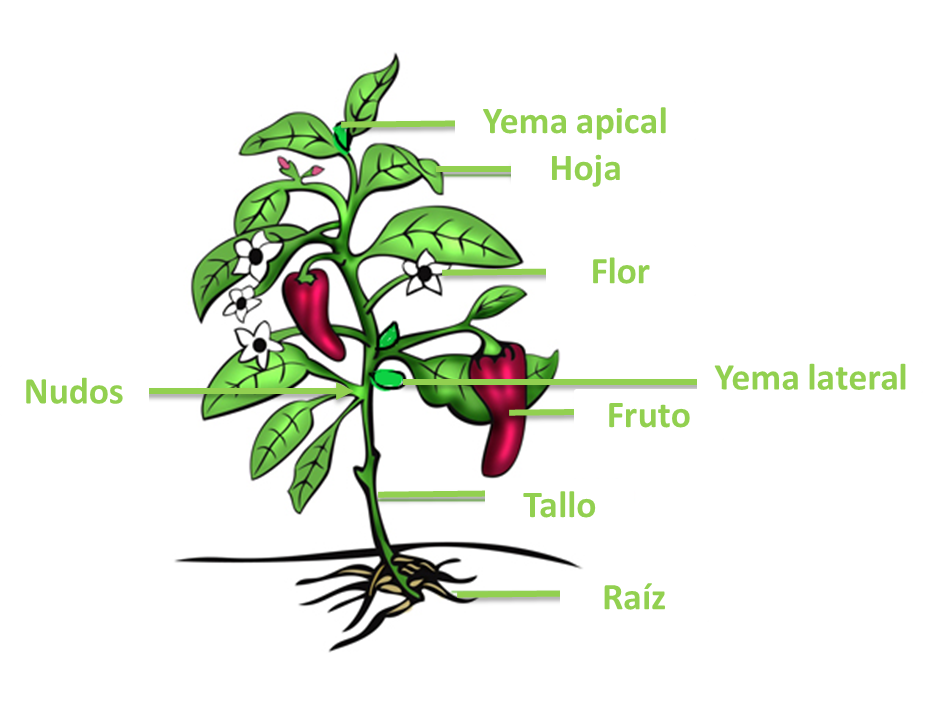 Yema apical
Hoja
Flor
Nudos
Yema lateral
Fruto
Tallo
Raíz